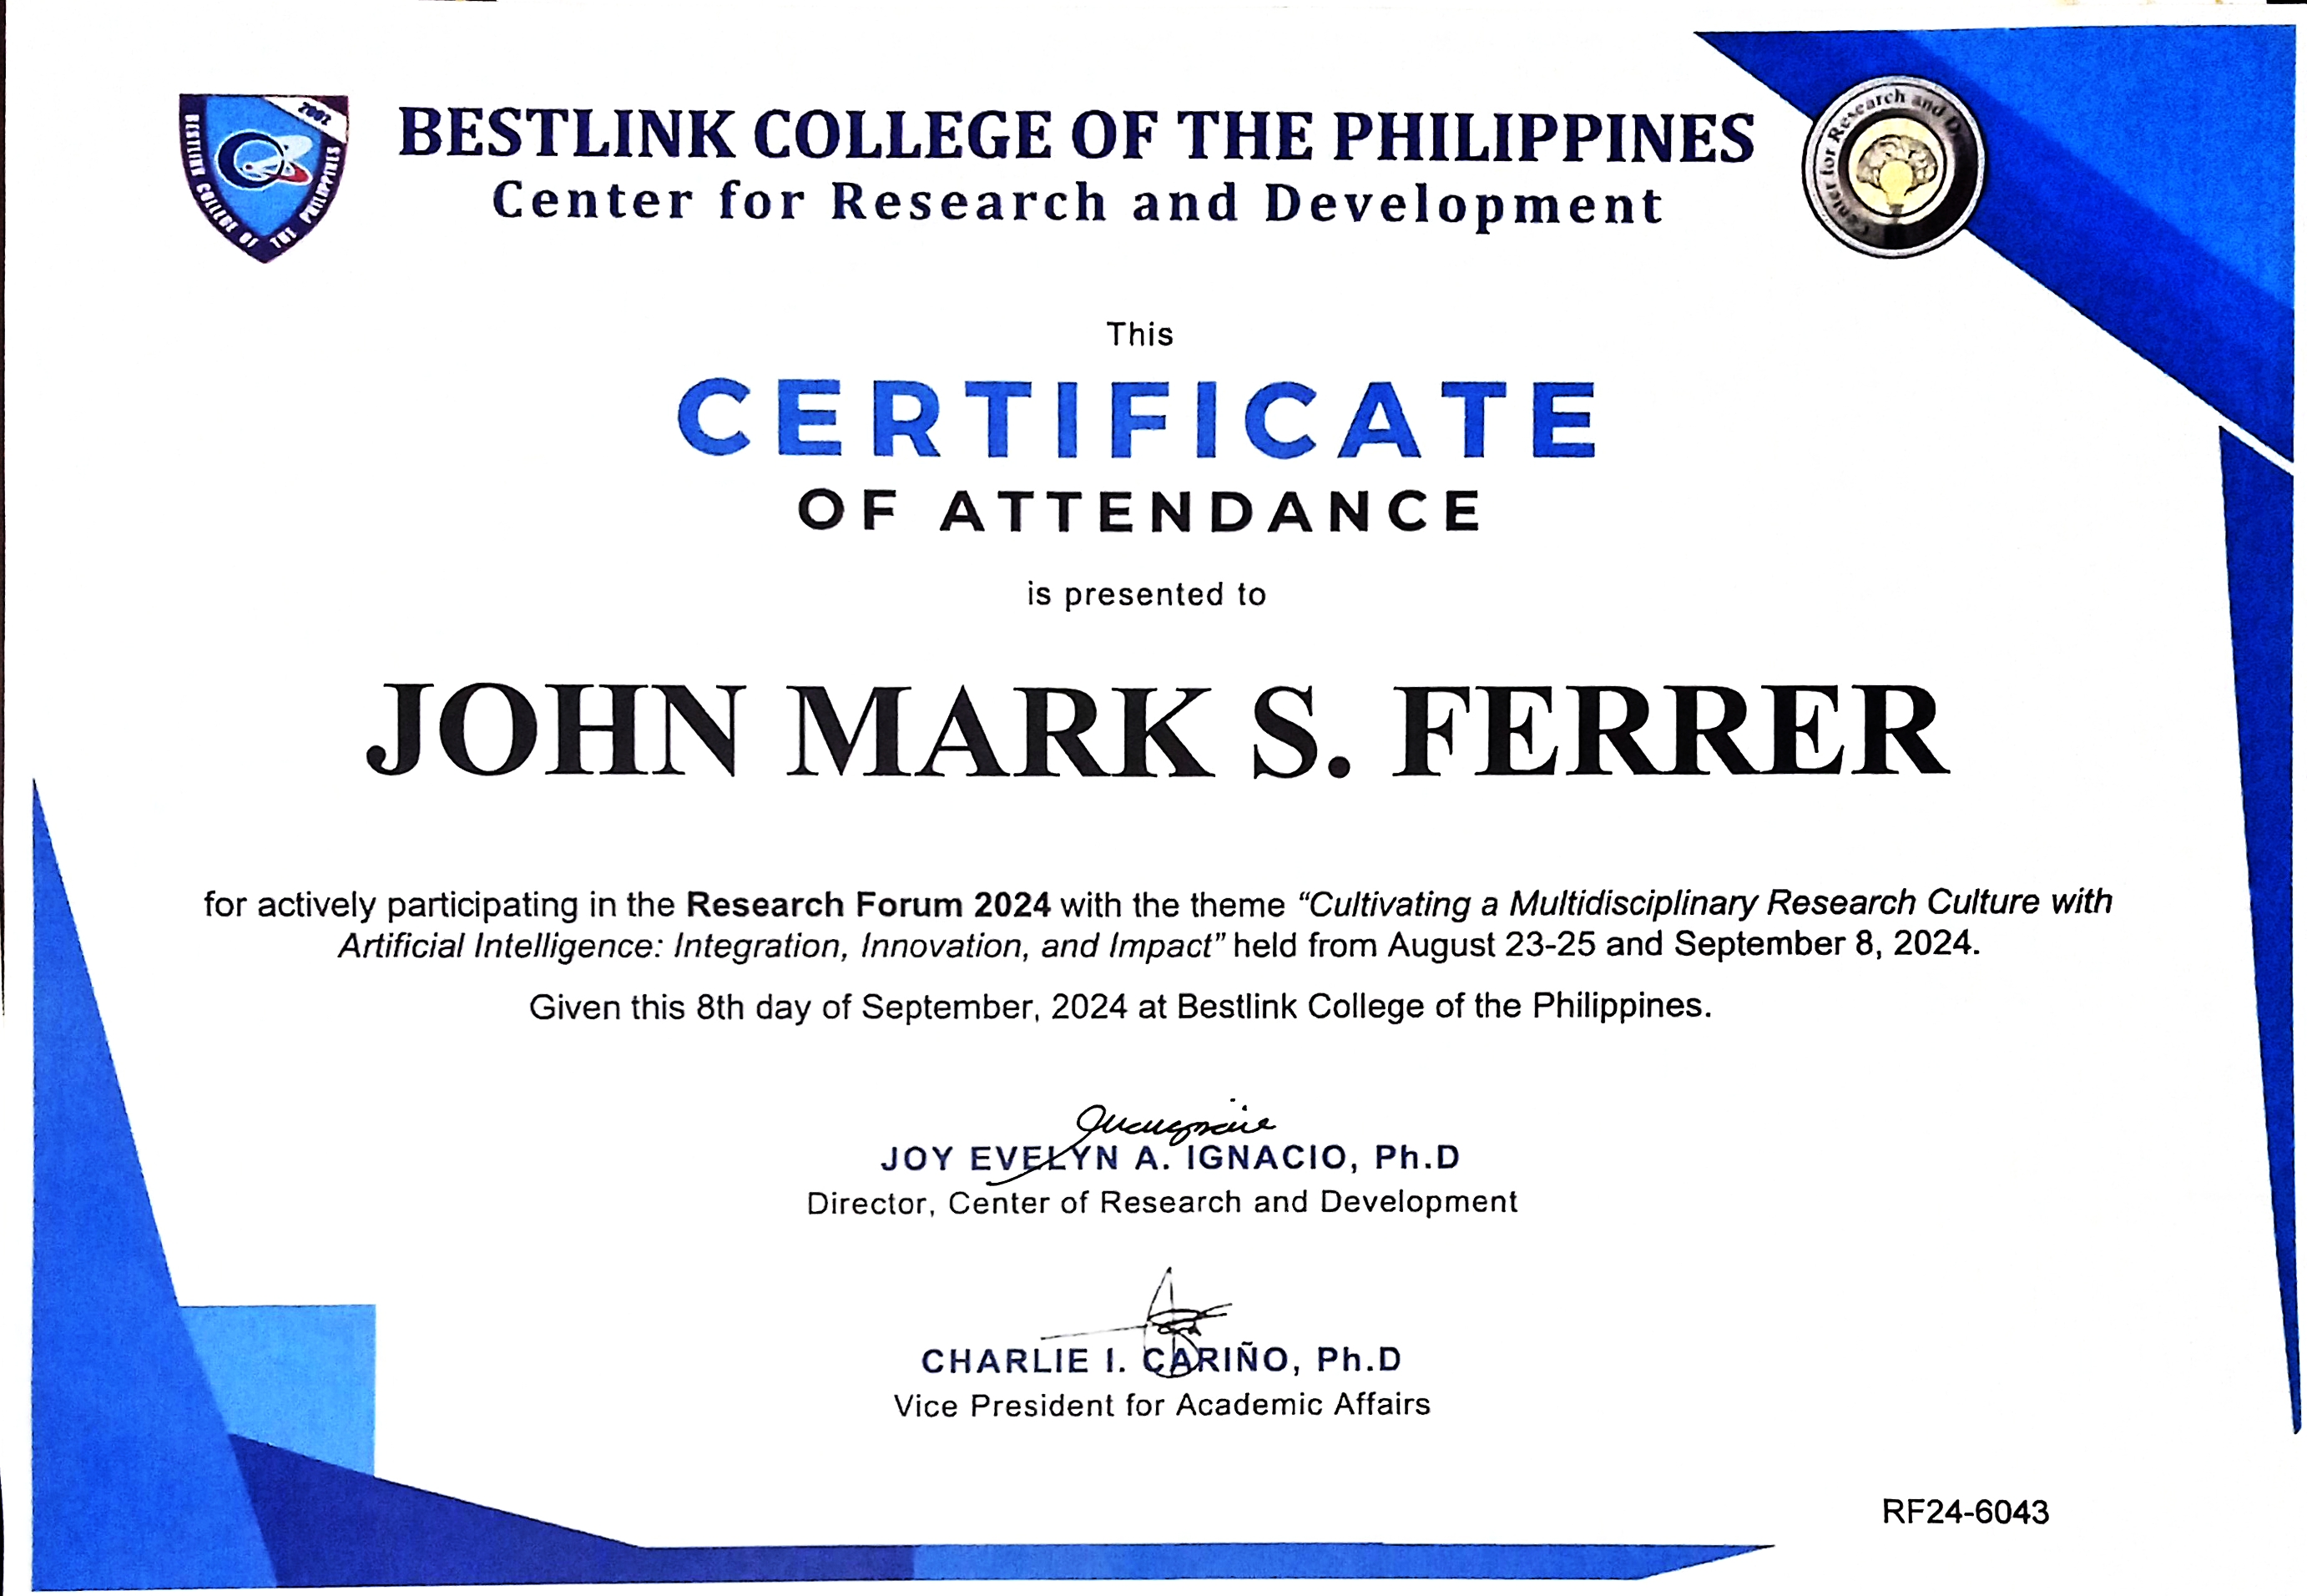 2002
BESTLINK COLLEGE OF THE PHILIPPINES
BESTLINK COLLEGE OF THE PHILIPPINES
Center for Research and Development
Center for Research and D
This
CERTIFICATE
OF ATTENDANCE
is presented to
JOHN MARK S. FERRER
for actively participating in the Research Forum 2024 with the theme “Cultivating a Multidisciplinary Research Culture with
Artificial Intelligence: Integration, Innovation, and Impact” held from August 23-25 and September 8, 2024.
Given this 8th day of September, 2024 at Bestlink College of the Philippines.
JOY EVELYN A. IGNACIO, Ph.D
Director, Center of Research and Development
CHARLIE I. CARIÑO, Ph.D
Vice President for Academic Affairs
RF24-6043